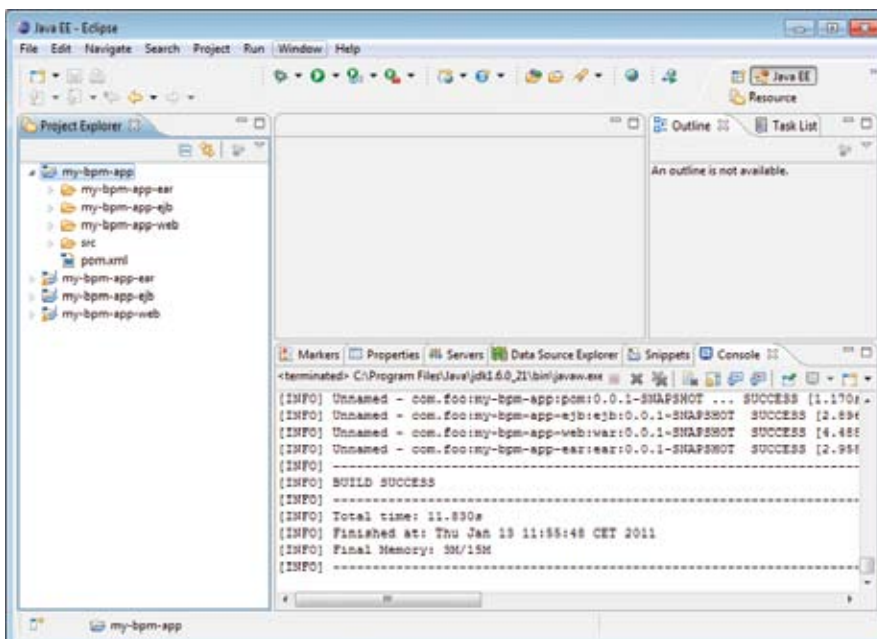 Java EE - Eclipse
File Edit Navigate Search Project Run Window Help
Java EE
Resource
Project Explorer
Outline
Task List
An outline is not available.
my-bpm-app
my-bpm-app-ear
my-bpm-app-ejb
my-bpm-app-web
src
pom.xml
my-bpm-app-ear
my-bpm-app-ejb
my-bpm-app-web
Markers Properties Servers Data Source Explorer Snippets Console
<terminated> C:\Program Files\Java\jdk1.6.0_21\bin\javaw.exe
[INFO] Unnamed - com.foo:my-bpm-app:pom:0.0.1-SNAPSHOT ... SUCCESS [1.170s
[INFO] Unnamed - com.foo:my-bpm-app-ejb:ejb:0.0.1-SNAPSHOT SUCCESS [2.896
[INFO] Unnamed - com.foo:my-bpm-app-web:war:0.0.1-SNAPSHOT SUCCESS [4.488
[INFO] Unnamed - com.foo:my-bpm-app-ear:ear:0.0.1-SNAPSHOT SUCCESS [2.958
[INFO] ------------------------------------------------------------------------
[INFO] BUILD SUCCESS
[INFO] ------------------------------------------------------------------------
[INFO] Total time: 11.830s
[INFO] Finished at: Thu Jan 13 11:55:48 CET 2011
[INFO] Final Memory: 3M/15M
[INFO] ------------------------------------------------------------------------
my-bpm-app